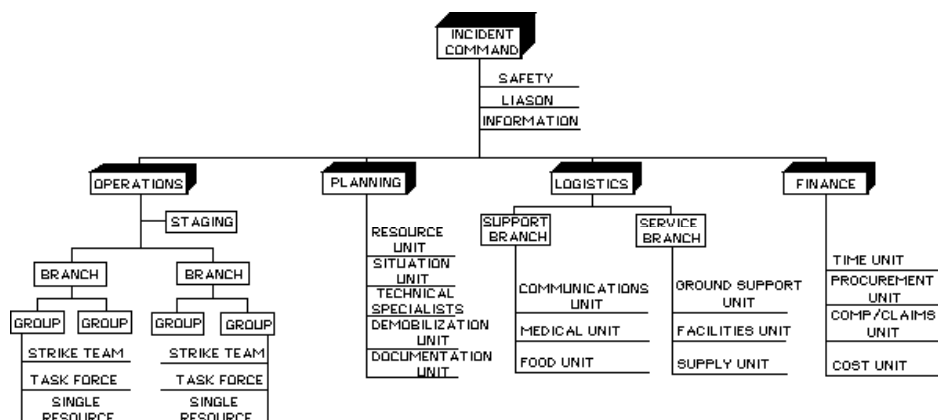 INCIDENT
COMMAND
SAFETY
LIASON
INFORMATION
OPERATIONS
PLANNING
LOGISTICS
FINANCE
STAGING
BRANCH
BRANCH
GROUP
GROUP
GROUP
GROUP
STRIKE TEAM
TASK FORCE
SINGLE
RESOURCE
STRIKE TEAM
TASK FORCE
SINGLE
RESOURCE
RESOURCE
UNIT
SITUATION
UNIT
TECHNICAL
SPECIALISTS
DEMOBILIZATION
UNIT
DOCUMENTATION
UNIT
SUPPORT
BRANCH
COMMUNICATIONS
UNIT
MEDICAL UNIT
FOOD UNIT
SERVICE
BRANCH
GROUND SUPPORT
UNIT
FACILITIES UNIT
SUPPLY UNIT
TIME UNIT
PROCUREMENT
UNIT
COMP/CLAIMS
UNIT
COST UNIT